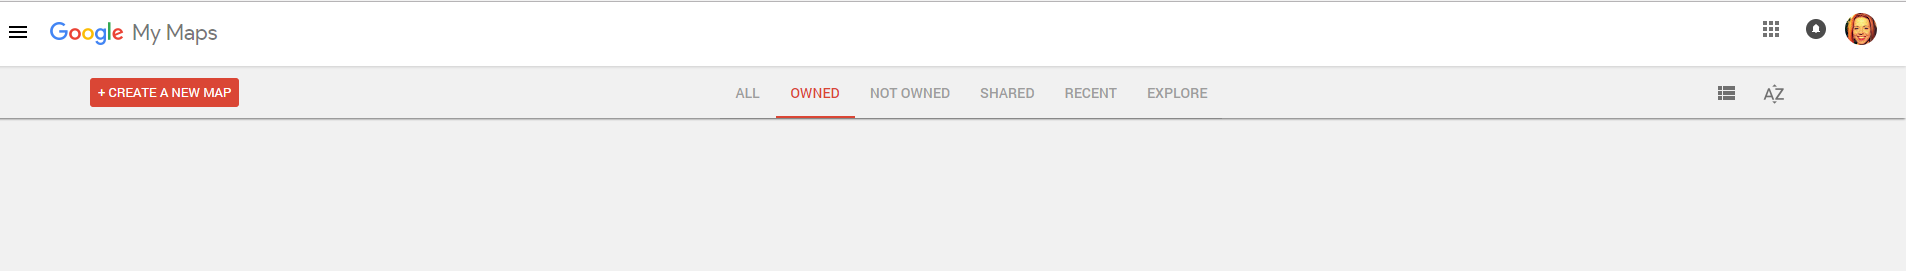 Google My Maps
+ CREATE A NEW MAP
ALL OWNED NOT OWNED SHARED RECENT EXPLORE
AZ